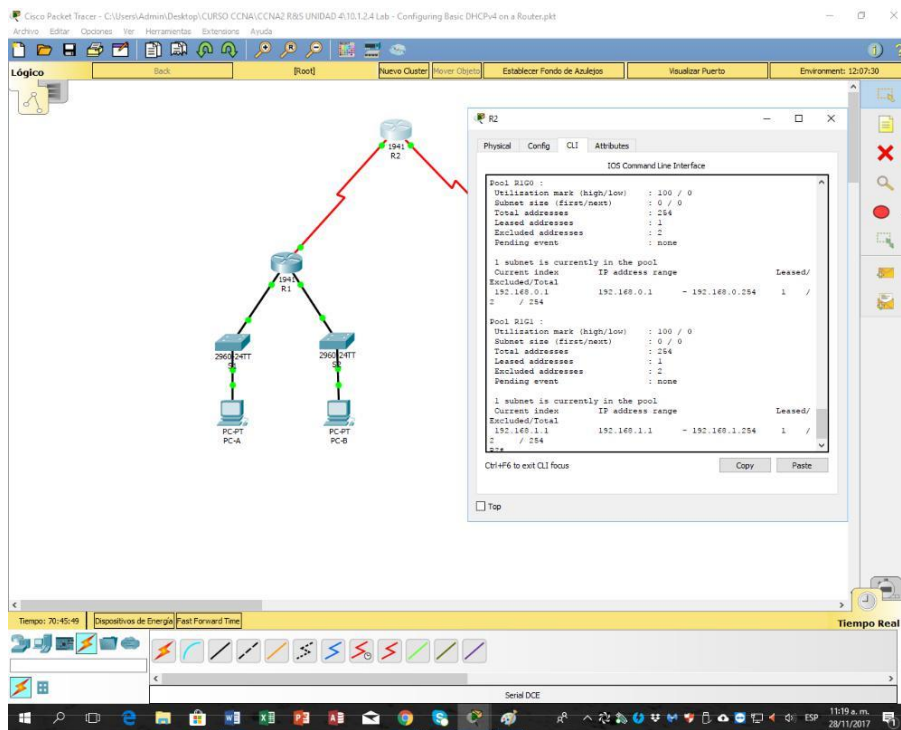 Cisco Packet Tracer - C:\Users\Admin\Desktop\CURSO CCNA\CCNA2 R&S UNIDAD 4\10.1.2.4 Lab - Configuring Basic DHCPv4 on a Router.pkt
Archivo Editar Opciones Ver Herramientas Extensions Ayuda
Lógico
Back
[Root]
Nuevo Cluster
Mover Objeto
Establecer Fondo de Azulejos
Visualizar Puerto
Environment: 12:07:30
1941
R2
1941
R1
2960-24TT
S1
2960-24TT
PC-PT
PC-A
PC-PT
PC-B
R2
Physical Config CLI Attributes
IOS Command Line Interface
Pool R1G0 :
Utilization mark (high/low) : 100 / 0
Subnet size (first/next) : 0 / 0
Total addresses : 254
Leased addresses : 1
Excluded addresses : 2
Pending event : none
1 subnet is currently in the pool
Current index IP address range Leased/
Excluded/Total
192.168.0.1 192.168.0.1 - 192.168.0.254 1 /
2 / 254
Pool R1G1 :
Utilization mark (high/low) : 100 / 0
Subnet size (first/next) : 0 / 0
Total addresses : 254
Leased addresses : 1
Excluded addresses : 2
Pending event : none
1 subnet is currently in the pool
Current index IP address range Leased/
Excluded/Total
192.168.1.1 192.168.1.1 - 192.168.1.254 1 /
2 / 254
R2#
Ctrl+F6 to exit CLI focus
Copy
Paste
Top
Tiempo: 70:45:49
Dispositivos de Energía
Fast Forward Time
Tiempo Real
Serial DCE
ESP
11:19 a. m.
28/11/2017